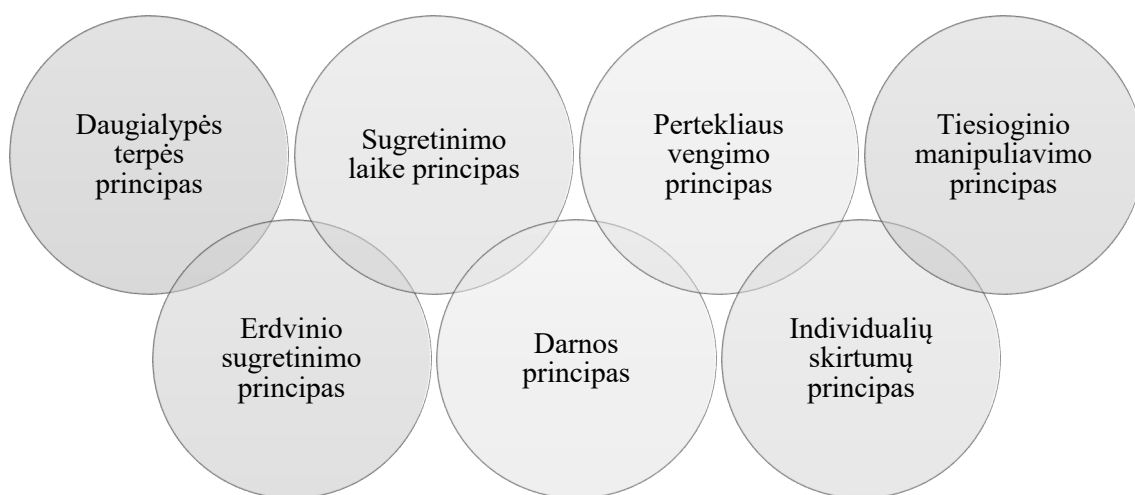 Daugialypės
terpės
principas
Sugretinimo
laike principas
Pertekliaus
vengimo
principas
Tiesioginio
manipuliavimo
principas
Erdvinio
sugretinimo
principas
Darnos
principas
Individualių
skirtumų
principas